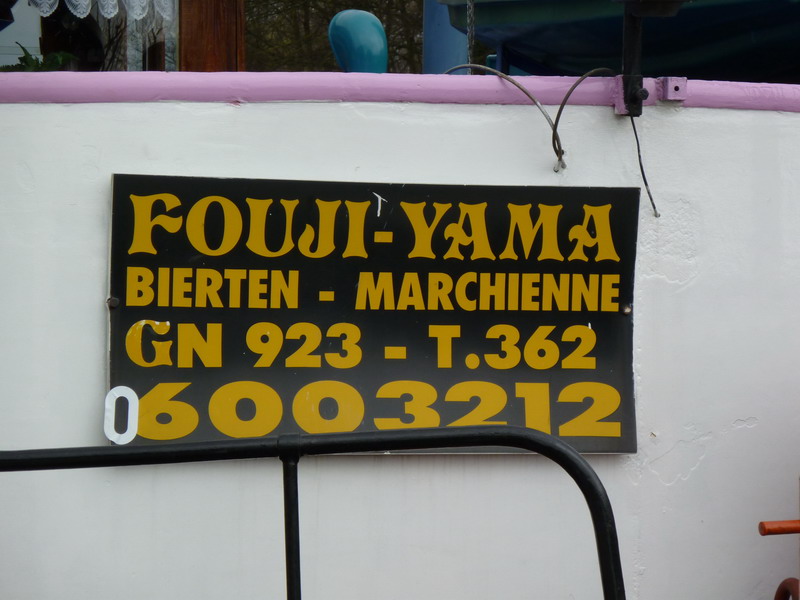 FOUJI-YAMA
BIERTEN - MARCHIENNE
GN 923 - T.362
06003212